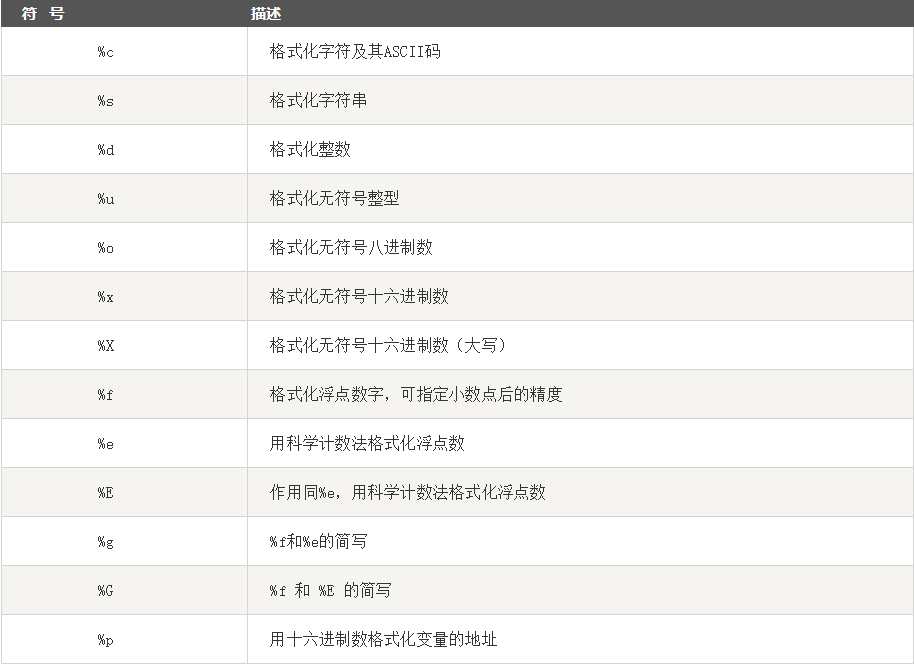 符 号 描述
%c 格式化字符及其ASCII码
%s 格式化字符串
%d 格式化整数
%u 格式化无符号整型
%o 格式化无符号八进制数
%x 格式化无符号十六进制数
%X 格式化无符号十六进制数（大写）
%f 格式化浮点数字，可指定小数点后的精度
%e 用科学计数法格式化浮点数
%E 作用同%e，用科学计数法格式化浮点数
%g %f和%e的简写
%G %f 和 %E 的简写
%p 用十六进制数格式化变量的地址